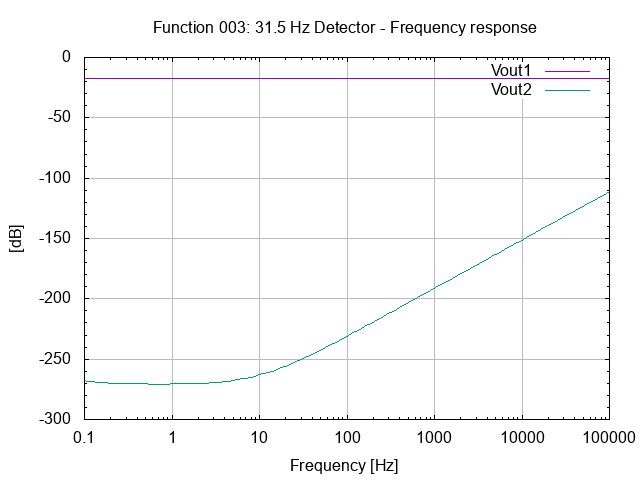 Function 003: 31.5 Hz Detector - Frequency response
Vout1
Vout2
0
-50
-100
-150
-200
-250
-300
[dB]
0.1 1 10 100 1000 10000 100000
Frequency [Hz]